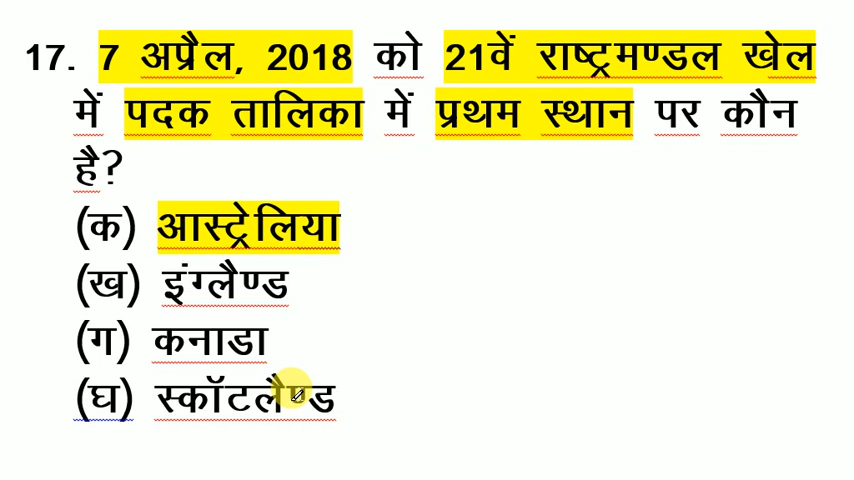 17. 7 अप्रैल, 2018 को 21वें राष्ट्रमण्डल खेल
में पदक तालिका में प्रथम स्थान पर कौन
है?
(क) आस्ट्रेलिया
(ख) इंग्लैण्ड
(ग) कनाडा
(घ) स्कॉटलैण्ड